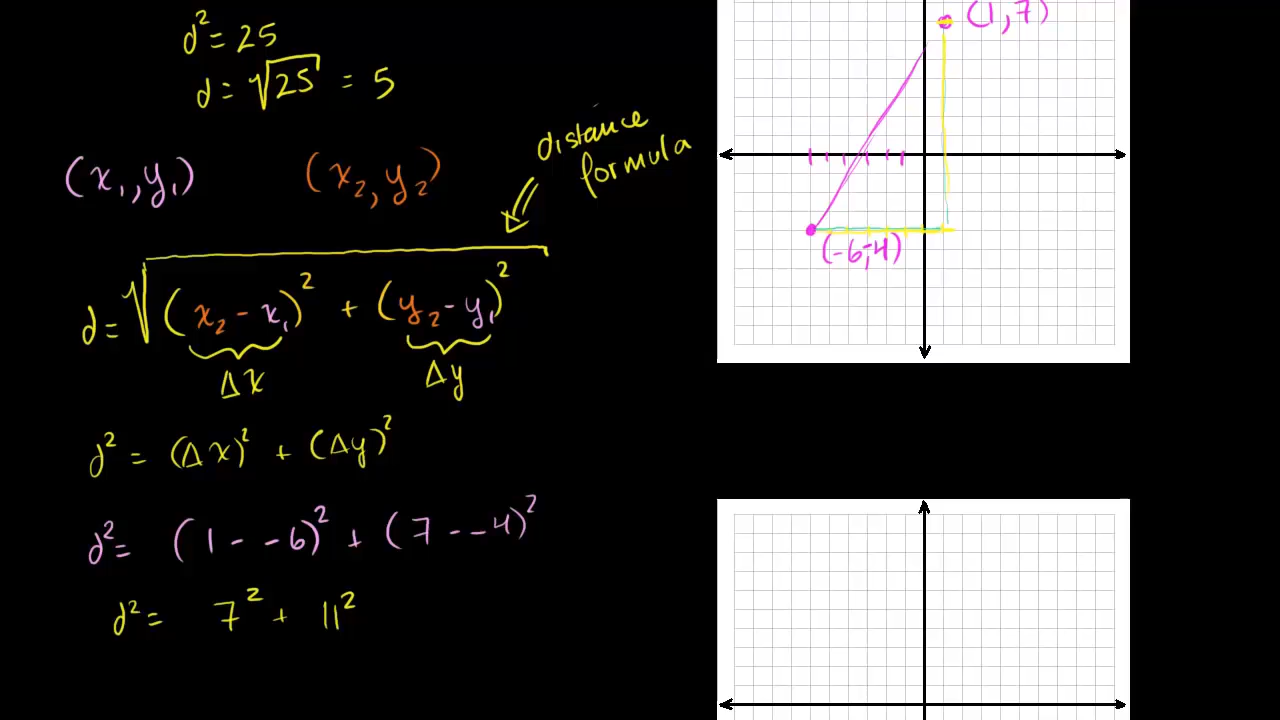 d² = 25
d = √25 = 5
distance
formula
(x₁, y₁) (x₂, y₂)
d = √(x₂ - x₁)² + (y₂ - y₁)²
Δx Δy
d² = (Δx)² + (Δy)²
d² = (1 - -6)² + (7 - -4)²
d² = 7² + 11²
(1, 7)
(-6,-4)